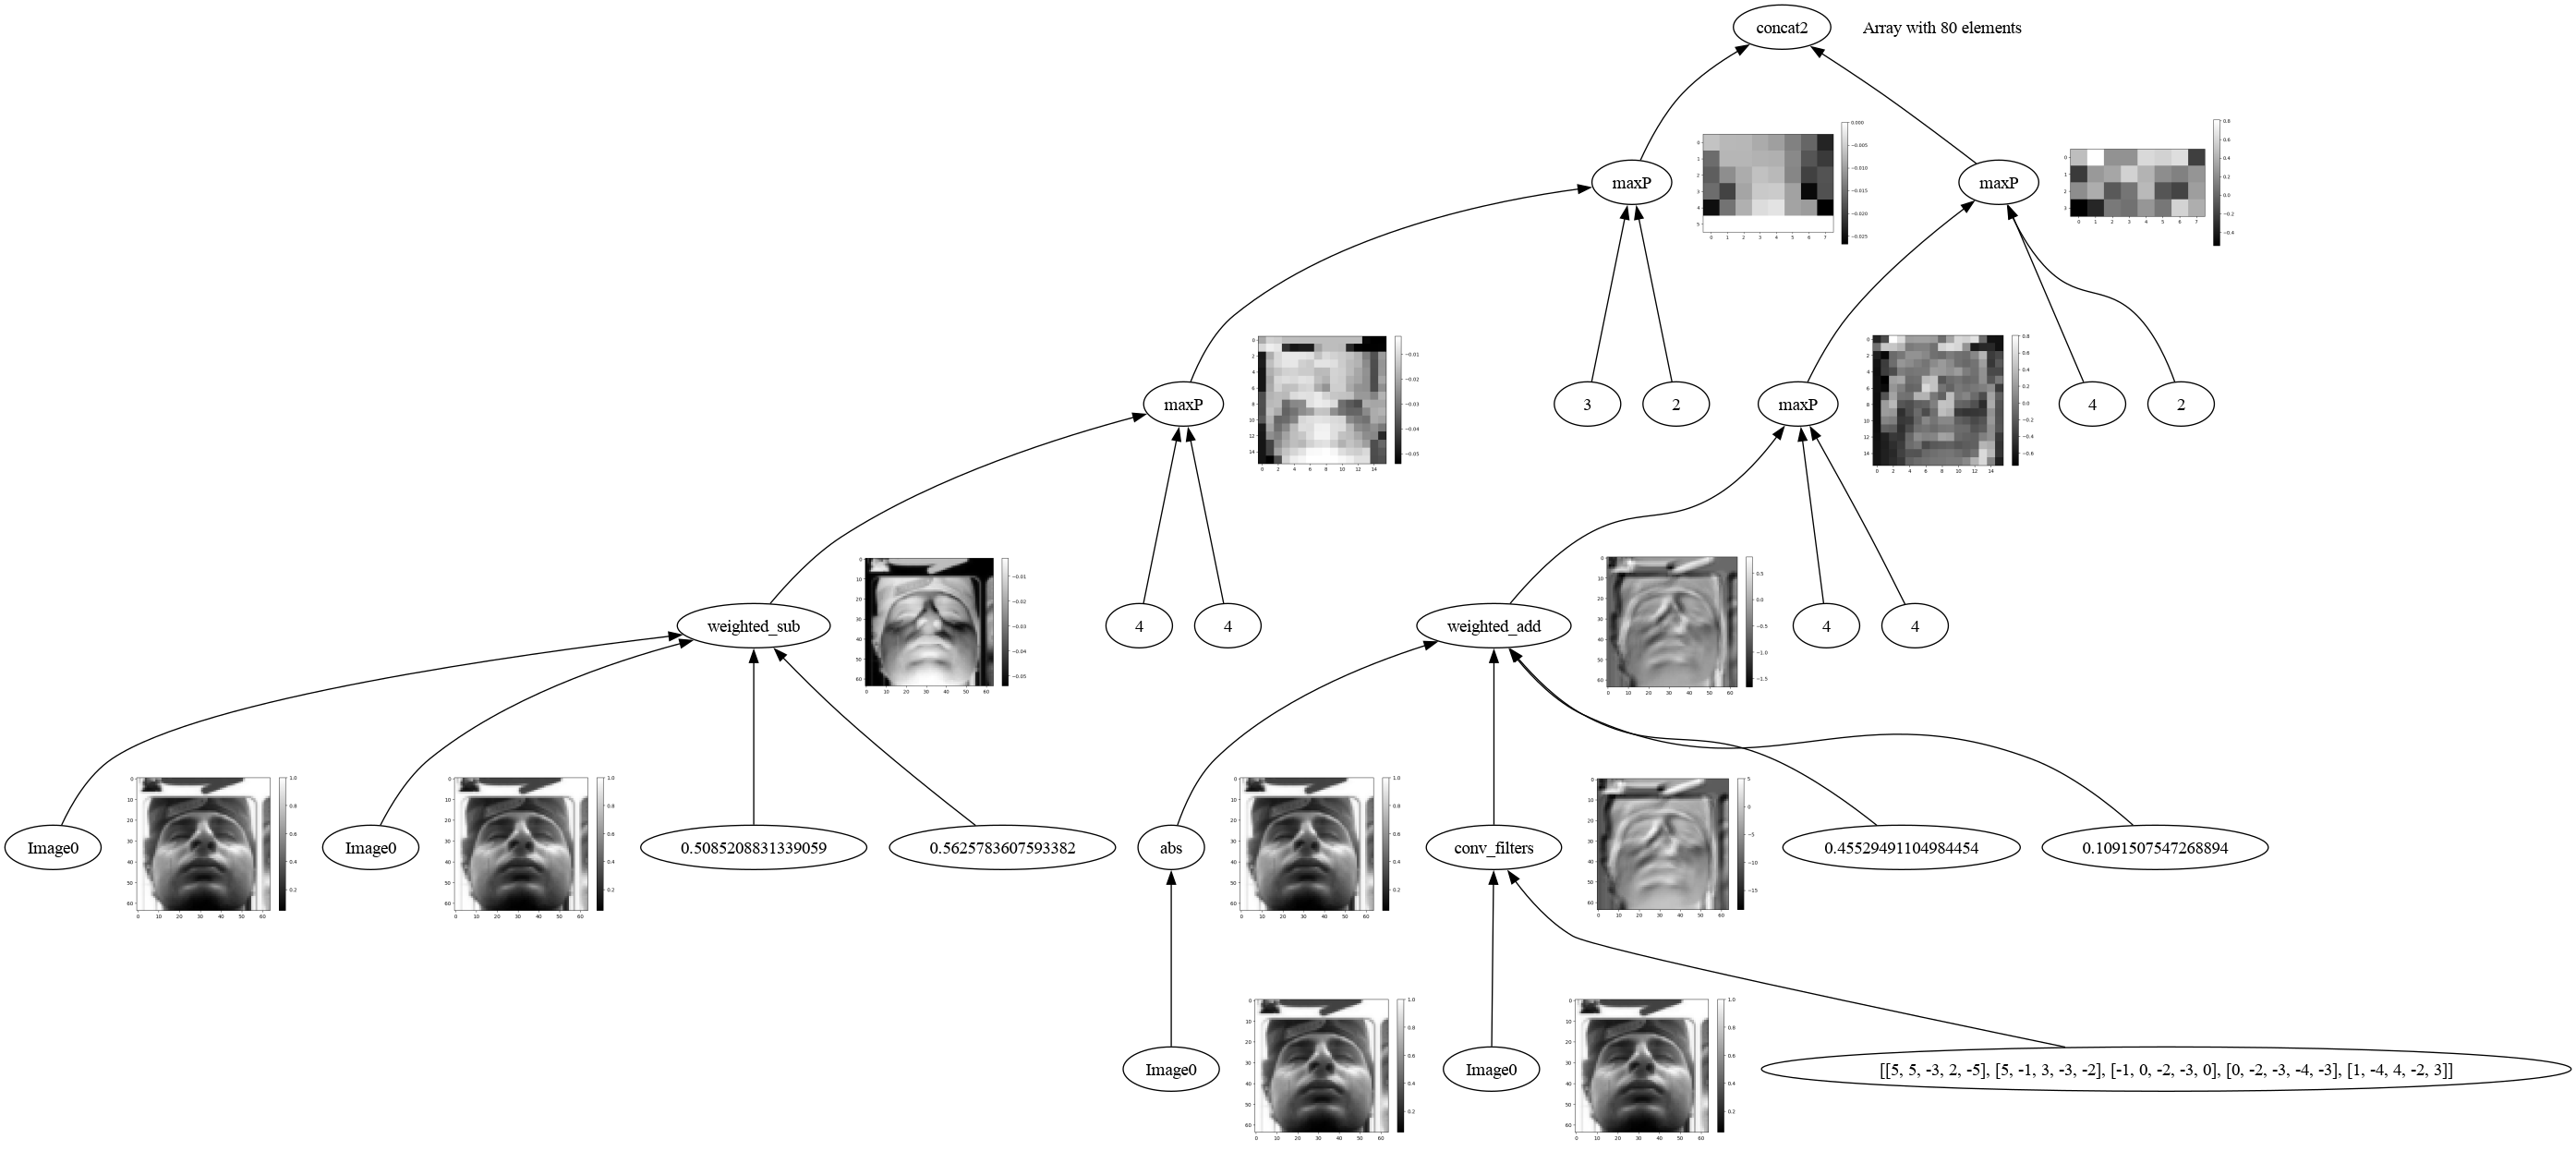 concat2 Array with 80 elements
maxP maxP
maxP 3 2 maxP 4 2
weighted_sub 4 4 weighted_add 4 4
Image0 Image0 0.5085208831339059 0.5625783607593382 abs conv_filters 0.45529491104984454 0.1091507547268894
Image0 Image0 [[5, 5, -3, 2, -5], [5, -1, 3, -3, -2], [-1, 0, -2, -3, 0], [0, -2, -3, -4, -3], [1, -4, 4, -2, 3]]